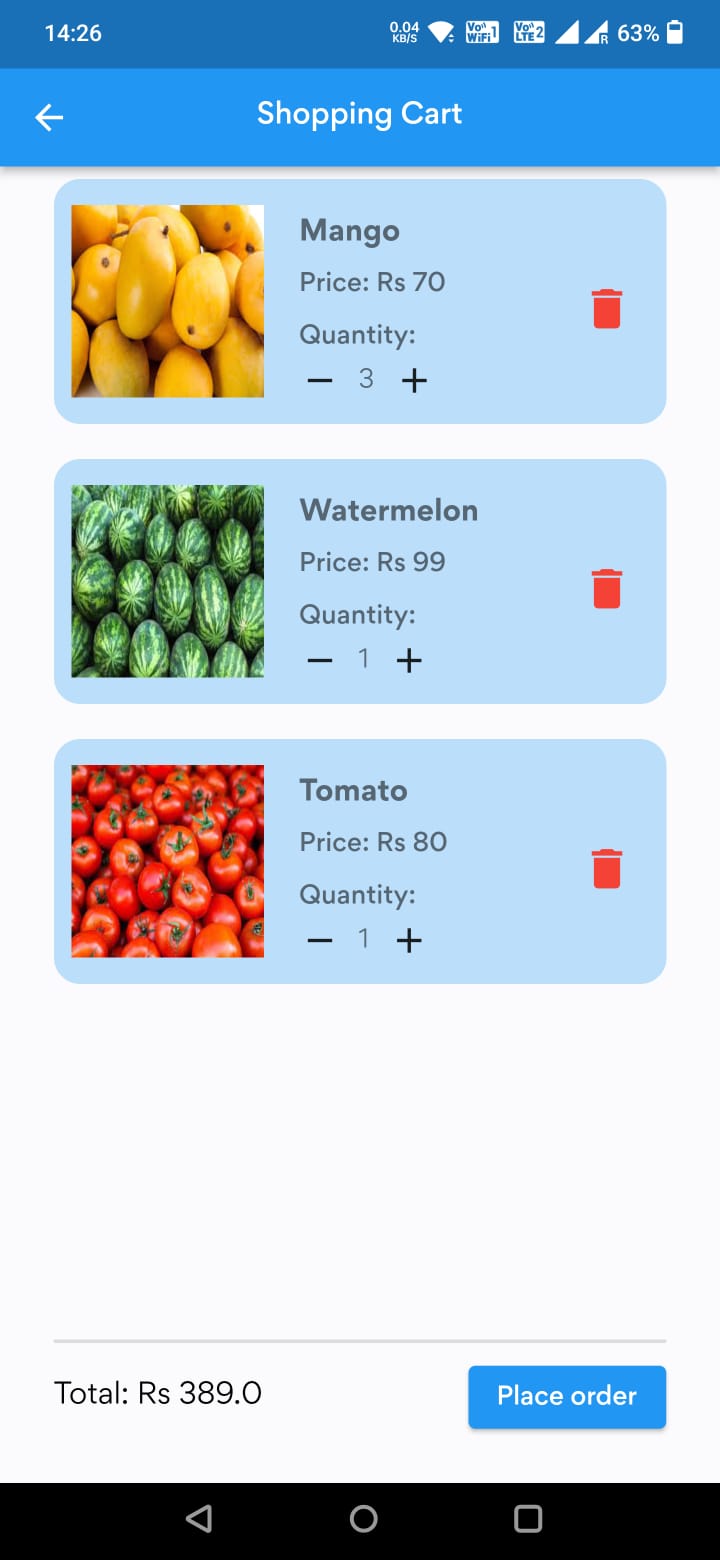 14:26
0.04 KB/S Vo)) WiFi 1 Vo)) LTE 2 R 63%
Shopping Cart
Mango
Price: Rs 70
Quantity:
3
Watermelon
Price: Rs 99
Quantity:
1
Tomato
Price: Rs 80
Quantity:
1
Total: Rs 389.0
Place order